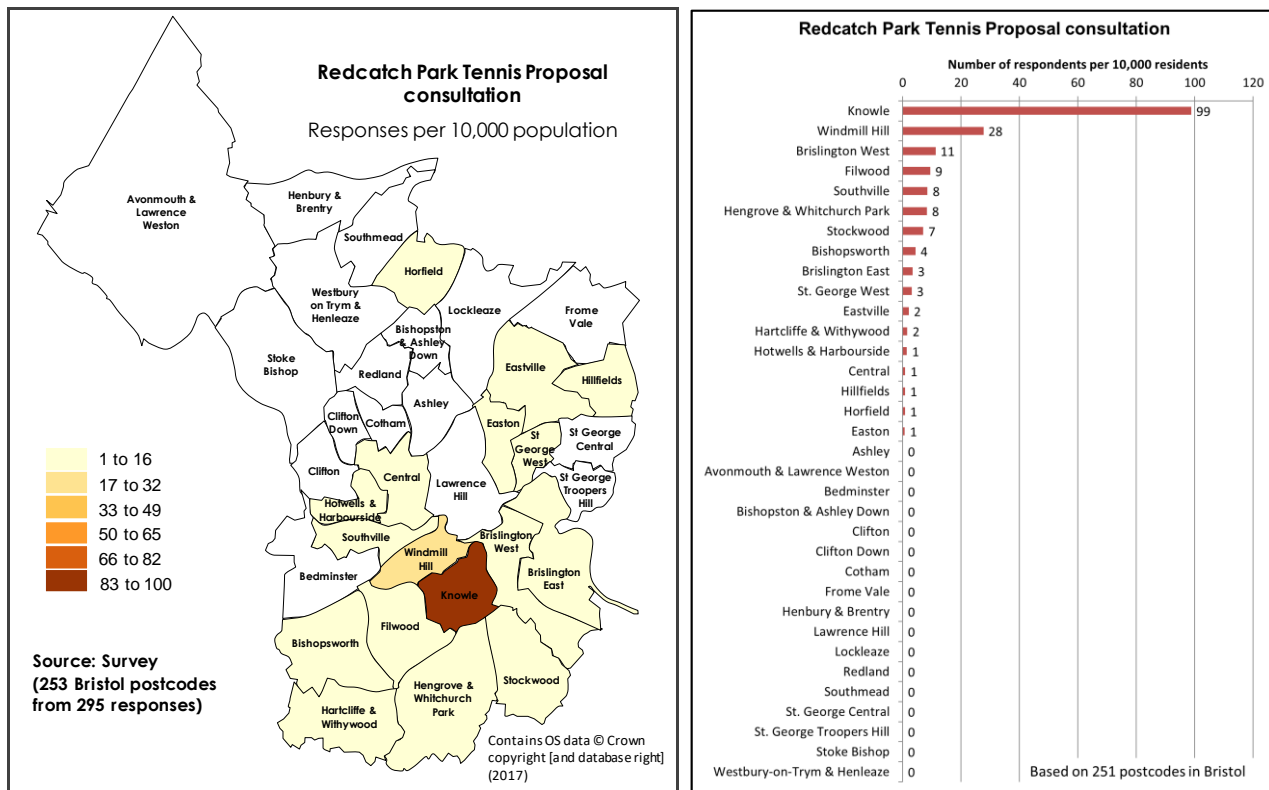 Redcatch Park Tennis Proposal
consultation
Responses per 10,000 population
Avonmouth &
Lawrence
Weston
Henbury &
Brentry
Southmead
Horfield
Westbury
on Trym &
Henleaze
Lockleaze
Frome
Vale
Bishopston
& Ashley
Down
Stoke
Bishop
Redland
Eastville
Hillfields
Ashley
Clifton
Down
Cotham
Easton
St
George
West
St George
Central
Clifton
Central
Lawrence
Hill
St George
Troopers
Hill
Hotwells &
Harbourside
Southville
Brislington
West
Windmill
Hill
Bedminster
Brislington
East
Knowle
Filwood
Bishopsworth
Stockwood
Hengrove &
Whitchurch
Park
Hartcliffe &
Withywood
1 to 16
17 to 32
33 to 49
50 to 65
66 to 82
83 to 100
Source: Survey
(253 Bristol postcodes
from 295 responses)
Contains OS data © Crown
copyright [and database right]
(2017)
Redcatch Park Tennis Proposal consultation
Number of respondents per 10,000 residents
0 20 40 60 80 100 120
Knowle 99
Windmill Hill 28
Brislington West 11
Filwood 9
Southville 8
Hengrove & Whitchurch Park 8
Stockwood 7
Bishopsworth 4
Brislington East 3
St. George West 3
Eastville 2
Hartcliffe & Withywood 2
Hotwells & Harbourside 1
Central 1
Hillfields 1
Horfield 1
Easton 1
Ashley 0
Avonmouth & Lawrence Weston 0
Bedminster 0
Bishopston & Ashley Down 0
Clifton 0
Clifton Down 0
Cotham 0
Frome Vale 0
Henbury & Brentry 0
Lawrence Hill 0
Lockleaze 0
Redland 0
Southmead 0
St. George Central 0
St. George Troopers Hill 0
Stoke Bishop 0
Westbury-on-Trym & Henleaze 0
Based on 251 postcodes in Bristol